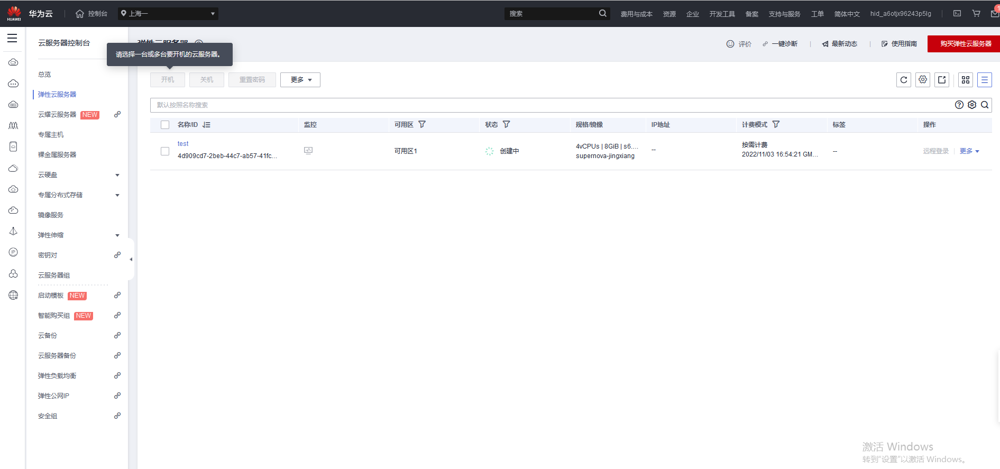 HUAWEI
华为云
控制台
上海一
搜索
费用与成本
资源
企业
开发工具
备案
支持与服务
工单
简体中文
hid_a6otjx96243p5lg
1
云服务器控制台
弹性云服务器
请选择一台或多台要开机的云服务器。
评价
一键诊断
最新动态
使用指南
购买弹性云服务器
总览
弹性云服务器
云耀云服务器 NEW
专属主机
裸金属服务器
云硬盘
专属分布式存储
镜像服务
弹性伸缩
密钥对
云服务器组
启动模板 NEW
智能购买组 NEW
云备份
云服务器备份
弹性负载均衡
弹性公网IP
安全组
IP
开机
关机
重置密码
更多
默认按照名称搜索
名称/ID
监控
可用区
状态
规格/镜像
IP地址
计费模式
标签
操作
test
4d909cd7-2beb-44c7-ab57-41fc...
可用区1
创建中
4vCPUs | 8GiB | s6....
supernova-jingxiang
--
按需计费
2022/11/03 16:54:21 GM...
--
远程登录
更多
激活 Windows
转到"设置"以激活 Windows。